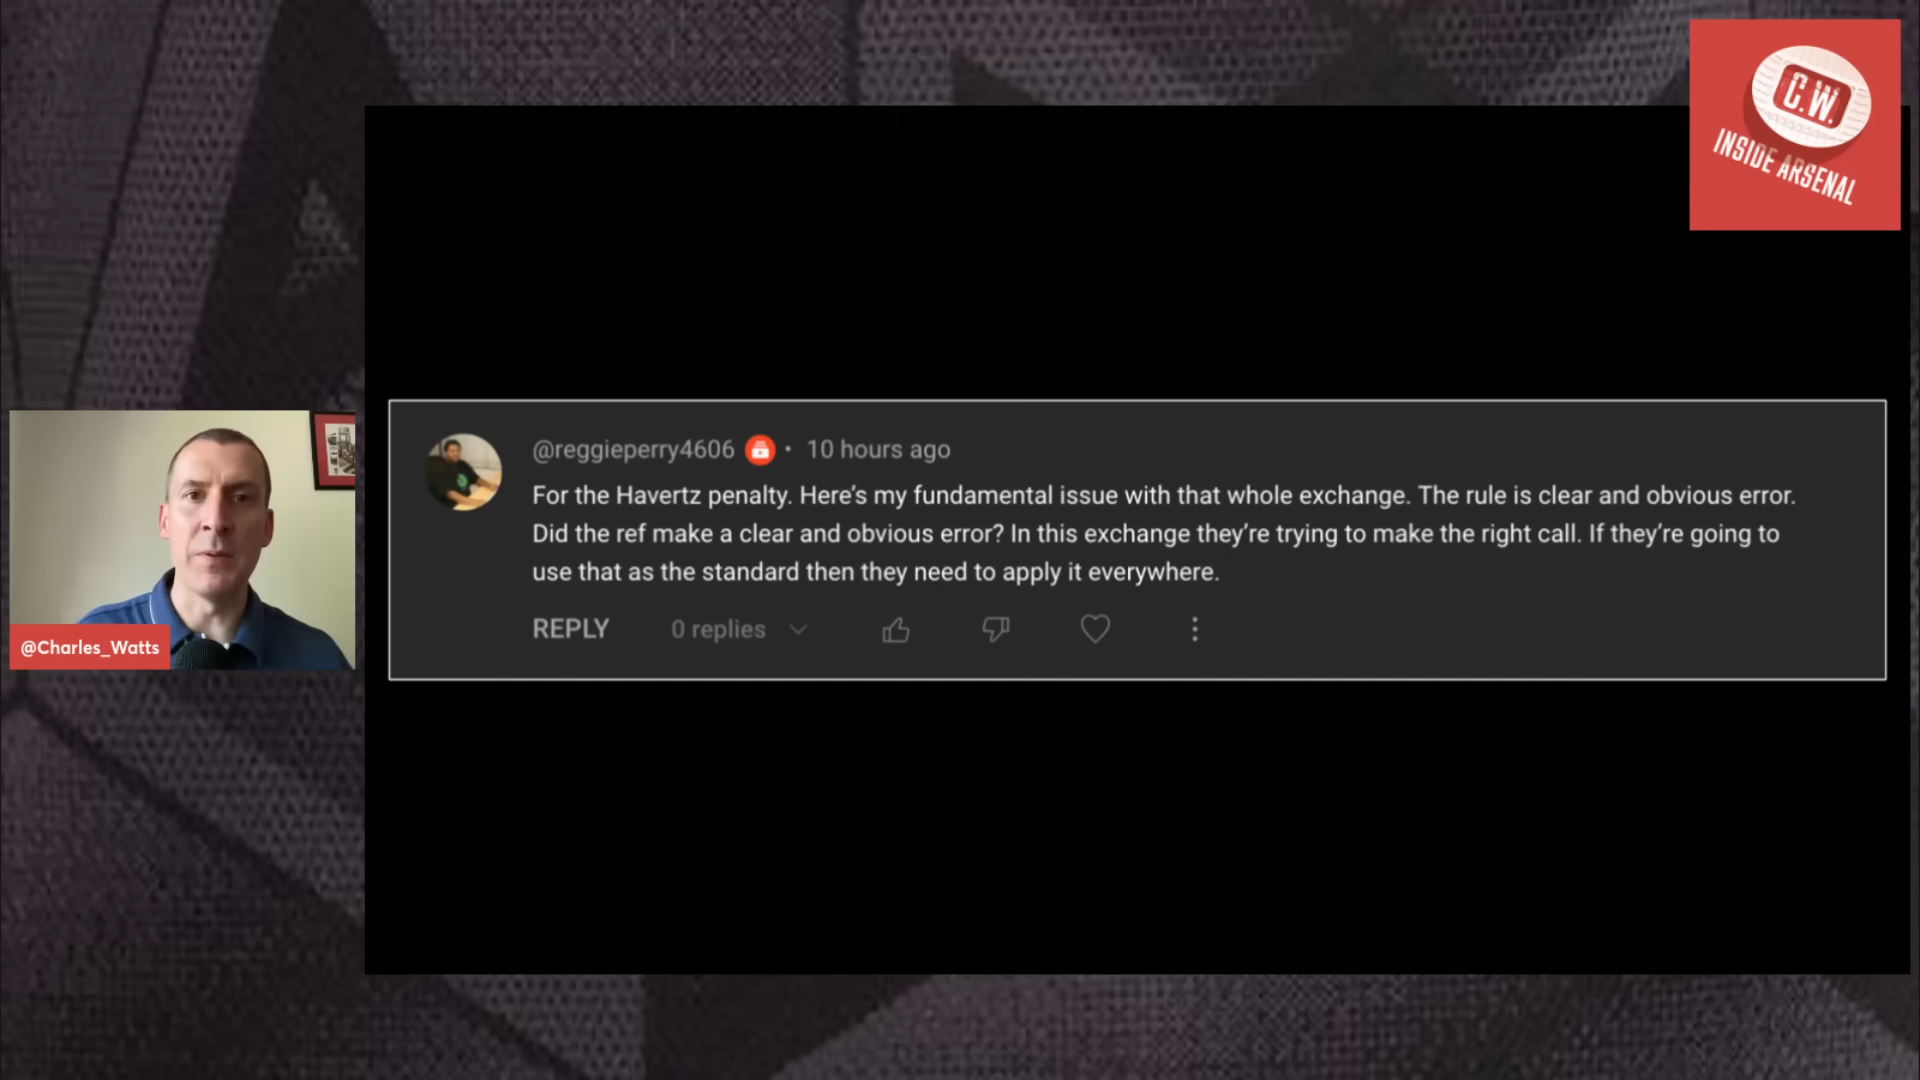 C.W.
INSIDE ARSENAL
@reggieperry4606 • 10 hours ago
For the Havertz penalty. Here’s my fundamental issue with that whole exchange. The rule is clear and obvious error.
Did the ref make a clear and obvious error? In this exchange they’re trying to make the right call. If they’re going to
use that as the standard then they need to apply it everywhere.
REPLY 0 replies
@Charles_Watts